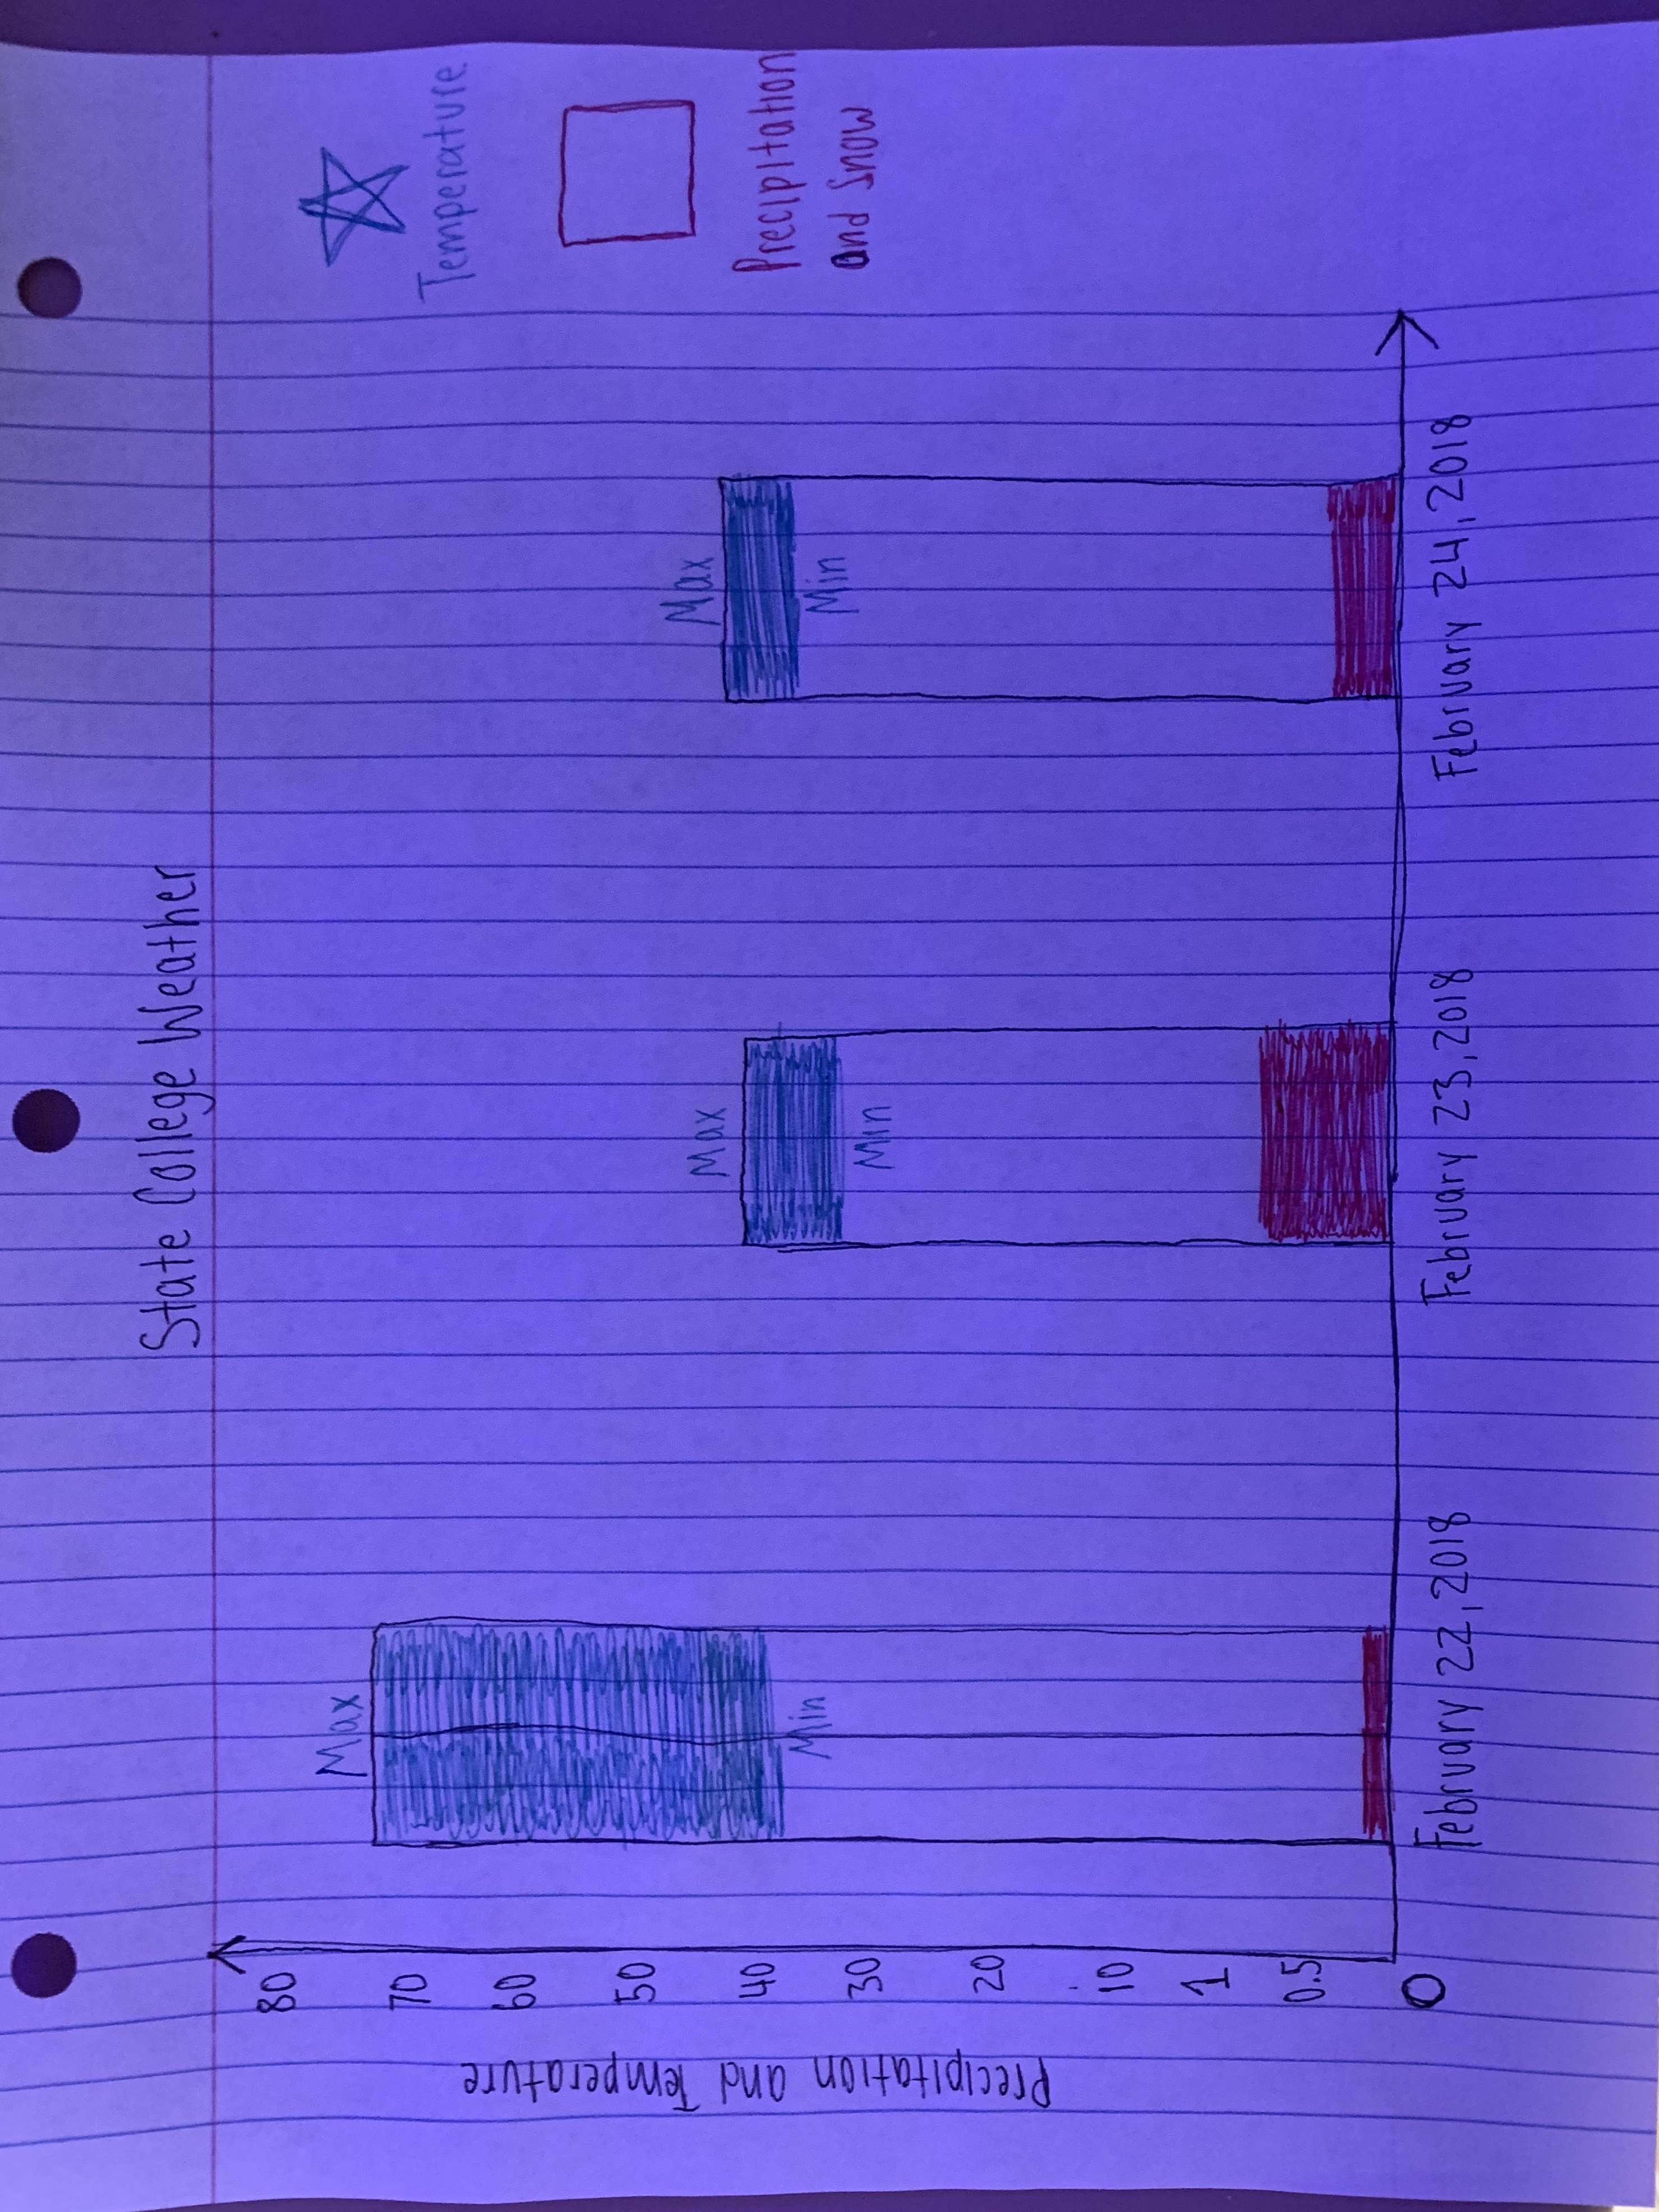 State College Weather
Temperature
Precipitation
and Snow
Precipitation and Temperature
80
70
60
50
40
30
20
10
1
0.5
0
Max
Min
Max
Min
Max
Min
February 22, 2018
February 23, 2018
February 24, 2018